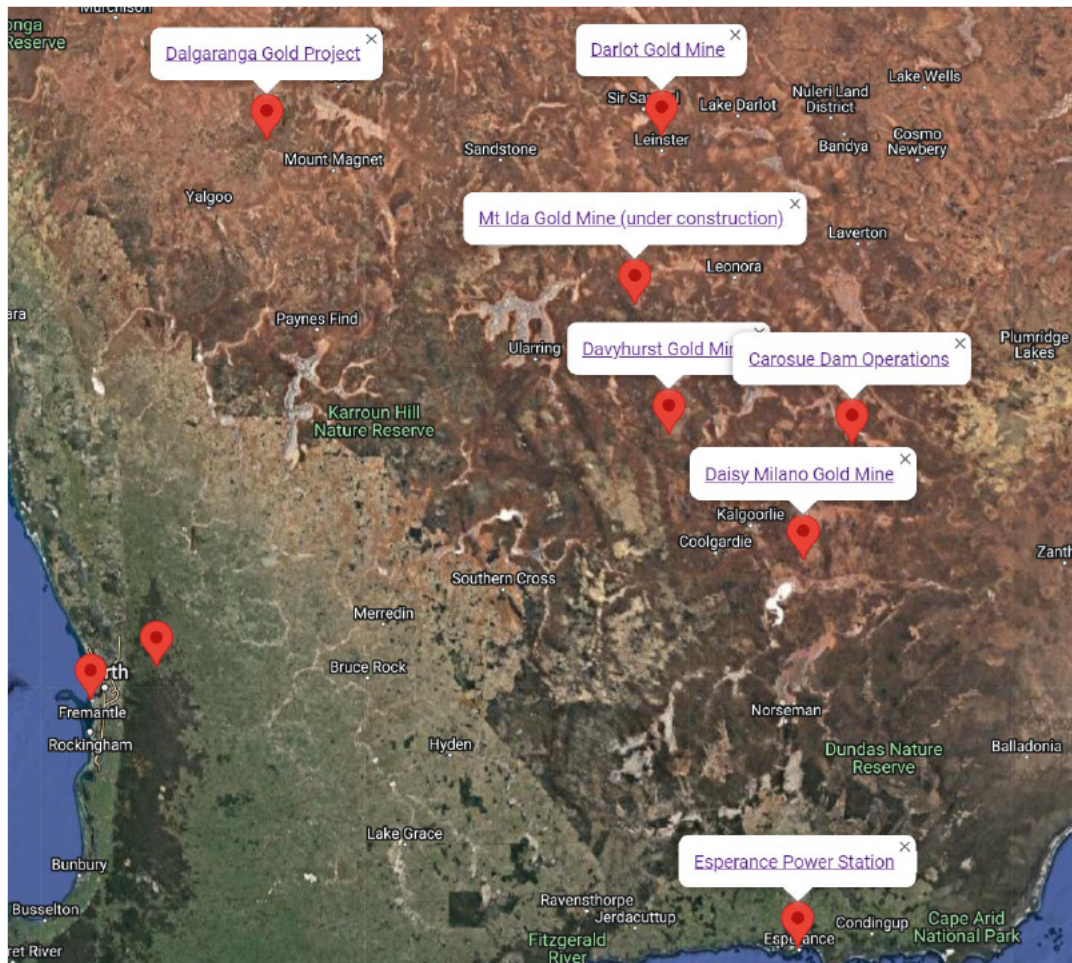 Murchison
onga
Reserve
Dalgaranga Gold Project
Darlot Gold Mine
Lake Wells
Sir Sam
Lake Darlot
Nuleri Land
District
Leinster
Bandya
Cosmo
Newbery
Mount Magnet
Sandstone
Yalgoo
Mt Ida Gold Mine (under construction)
Laverton
Leonora
ara
Paynes Find
Ularring
Davyhurst Gold Min
Carosue Dam Operations
Plumridge
Lakes
Karroun Hill
Nature Reserve
Daisy Milano Gold Mine
Kalgoorlie
Coolgardie
Zanth
Southern Cross
Merredin
Bruce Rock
rth
Fremantle
Rockingham
Norseman
Hyden
Dundas Nature
Reserve
Balladonia
Lake Grace
Bunbury
Esperance Power Station
Busselton
Ravensthorpe
Jerdacuttup
Condingup
Cape Arid
National Park
Esperance
Fitzgerald
River
ret River